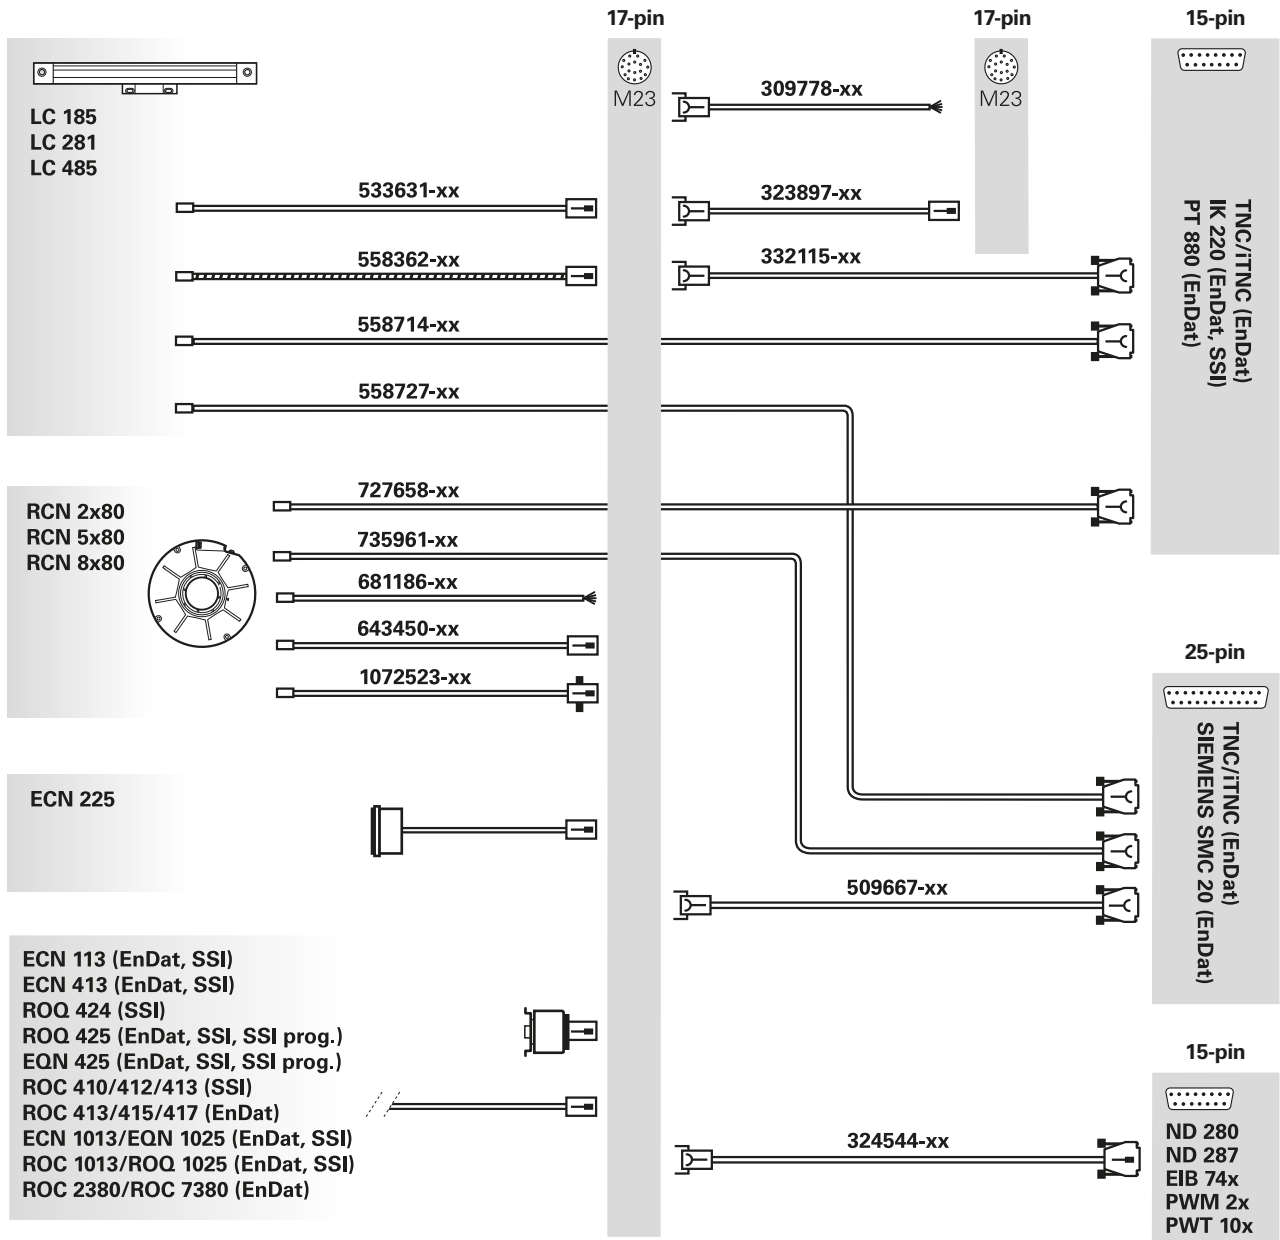 17-pin
17-pin
15-pin
M23
M23
LC 185
LC 281
LC 485
309778-xx
533631-xx
323897-xx
558362-xx
332115-xx
558714-xx
558727-xx
TNC/iTNC (EnDat)
IK 220 (EnDat, SSI)
PT 880 (EnDat)
RCN 2x80
RCN 5x80
RCN 8x80
727658-xx
735961-xx
681186-xx
643450-xx
1072523-xx
25-pin
TNC/iTNC (EnDat)
SIEMENS SMC 20 (EnDat)
ECN 225
509667-xx
ECN 113 (EnDat, SSI)
ECN 413 (EnDat, SSI)
ROQ 424 (SSI)
ROQ 425 (EnDat, SSI, SSI prog.)
EQN 425 (EnDat, SSI, SSI prog.)
ROC 410/412/413 (SSI)
ROC 413/415/417 (EnDat)
ECN 1013/EQN 1025 (EnDat, SSI)
ROC 1013/ROQ 1025 (EnDat, SSI)
ROC 2380/ROC 7380 (EnDat)
324544-xx
15-pin
ND 280
ND 287
EIB 74x
PWM 2x
PWT 10x